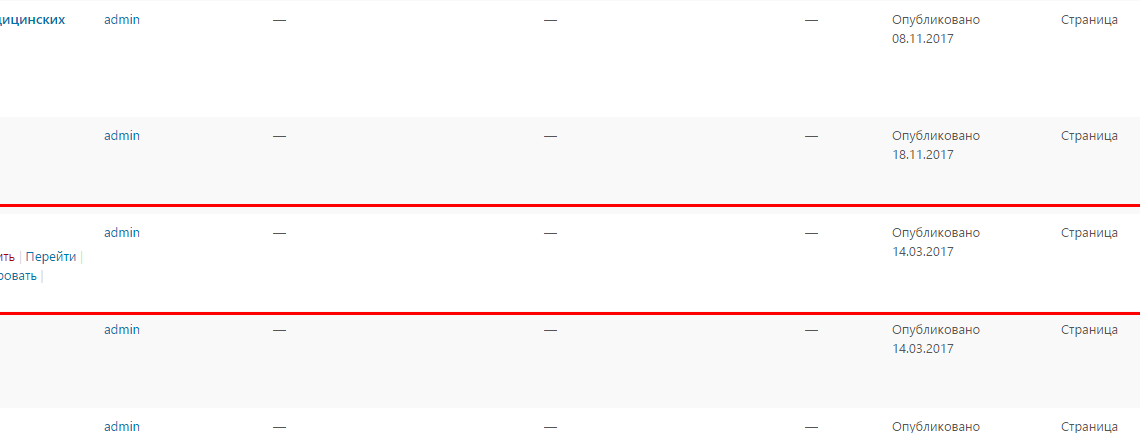 дицинских admin — — — Опубликовано Страница
08.11.2017
admin — — — Опубликовано Страница
18.11.2017
admin — — — Опубликовано Страница
14.03.2017
ить | Перейти |
ровать |
admin — — — Опубликовано Страница
14.03.2017
admin — — — Опубликовано Страница